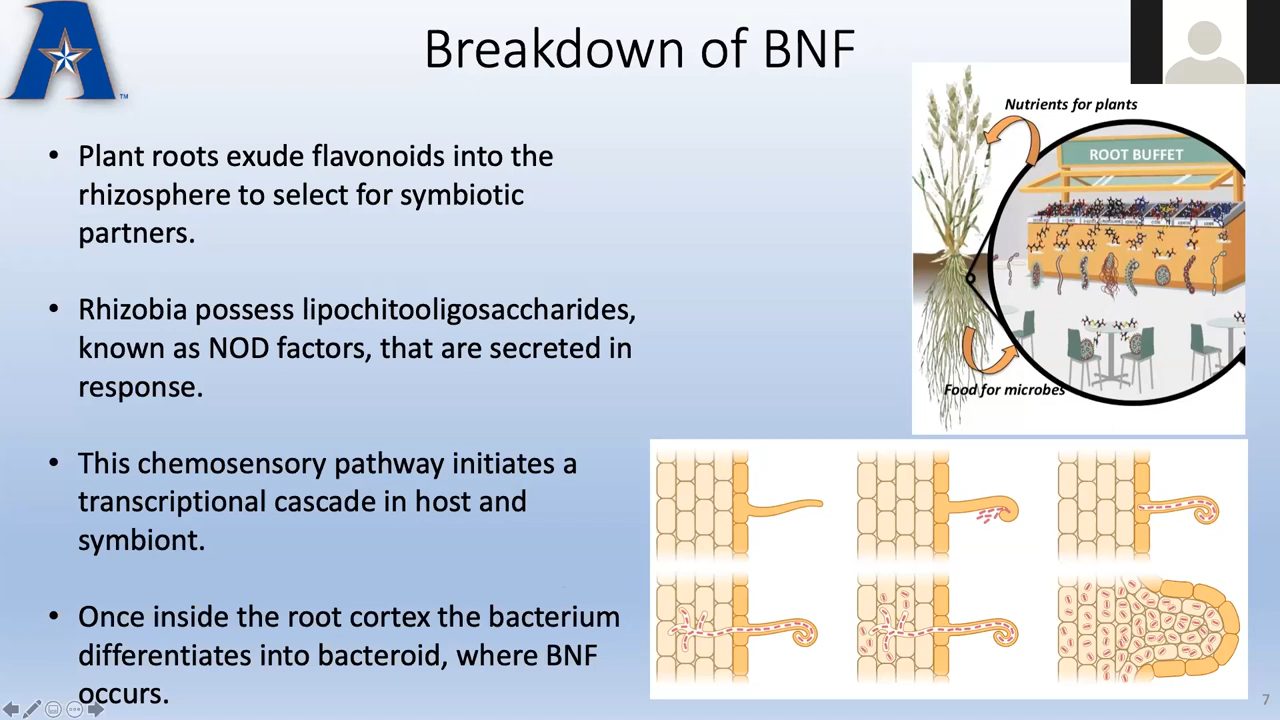 Breakdown of BNF
• Plant roots exude flavonoids into the
rhizosphere to select for symbiotic
partners.
• Rhizobia possess lipochitooligosaccharides,
known as NOD factors, that are secreted in
response.
• This chemosensory pathway initiates a
transcriptional cascade in host and
symbiont.
• Once inside the root cortex the bacterium
differentiates into bacteroid, where BNF
occurs.
Nutrients for plants
ROOT BUFFET
Food for microbes
A
TM
7